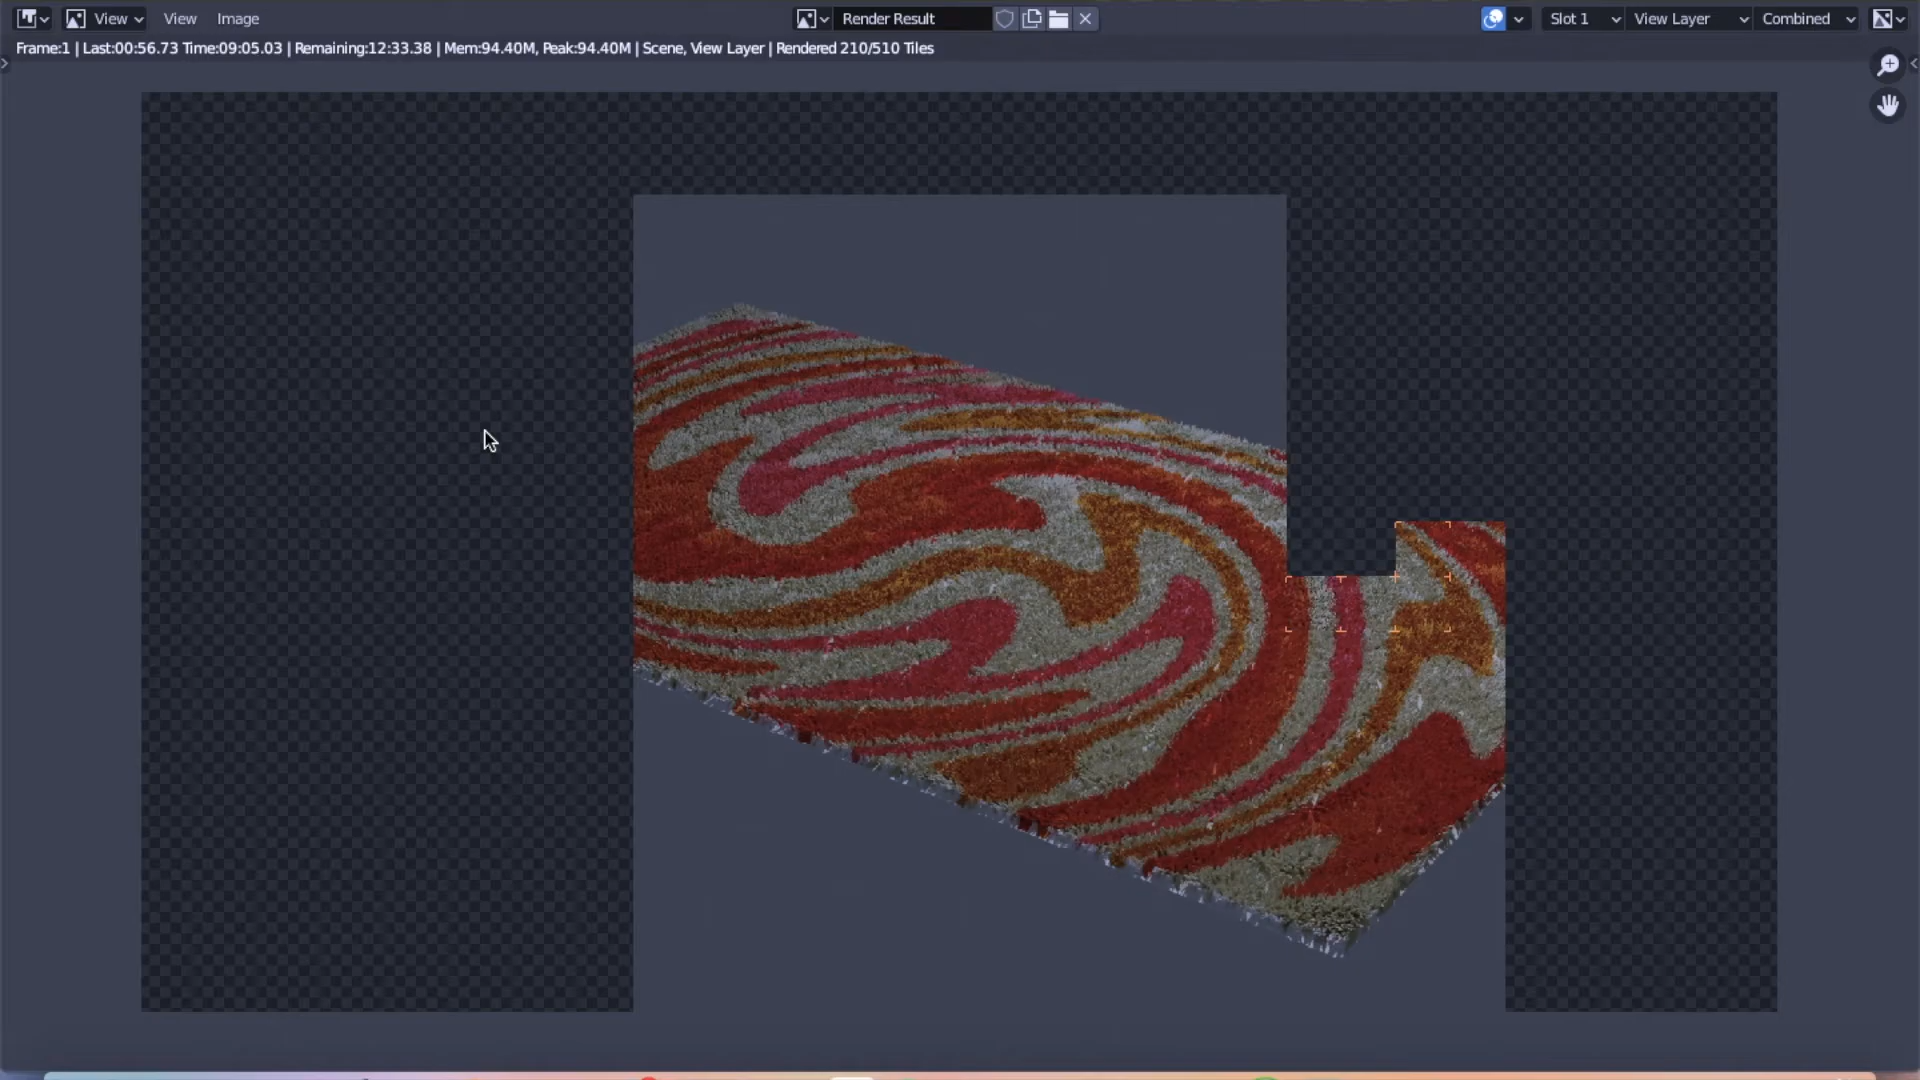 View View Image Render Result Slot 1 View Layer Combined
Frame:1 | Last:00:56.73 Time:09:05.03 | Remaining:12:33.38 | Mem:94.40M, Peak:94.40M | Scene, View Layer | Rendered 210/510 Tiles